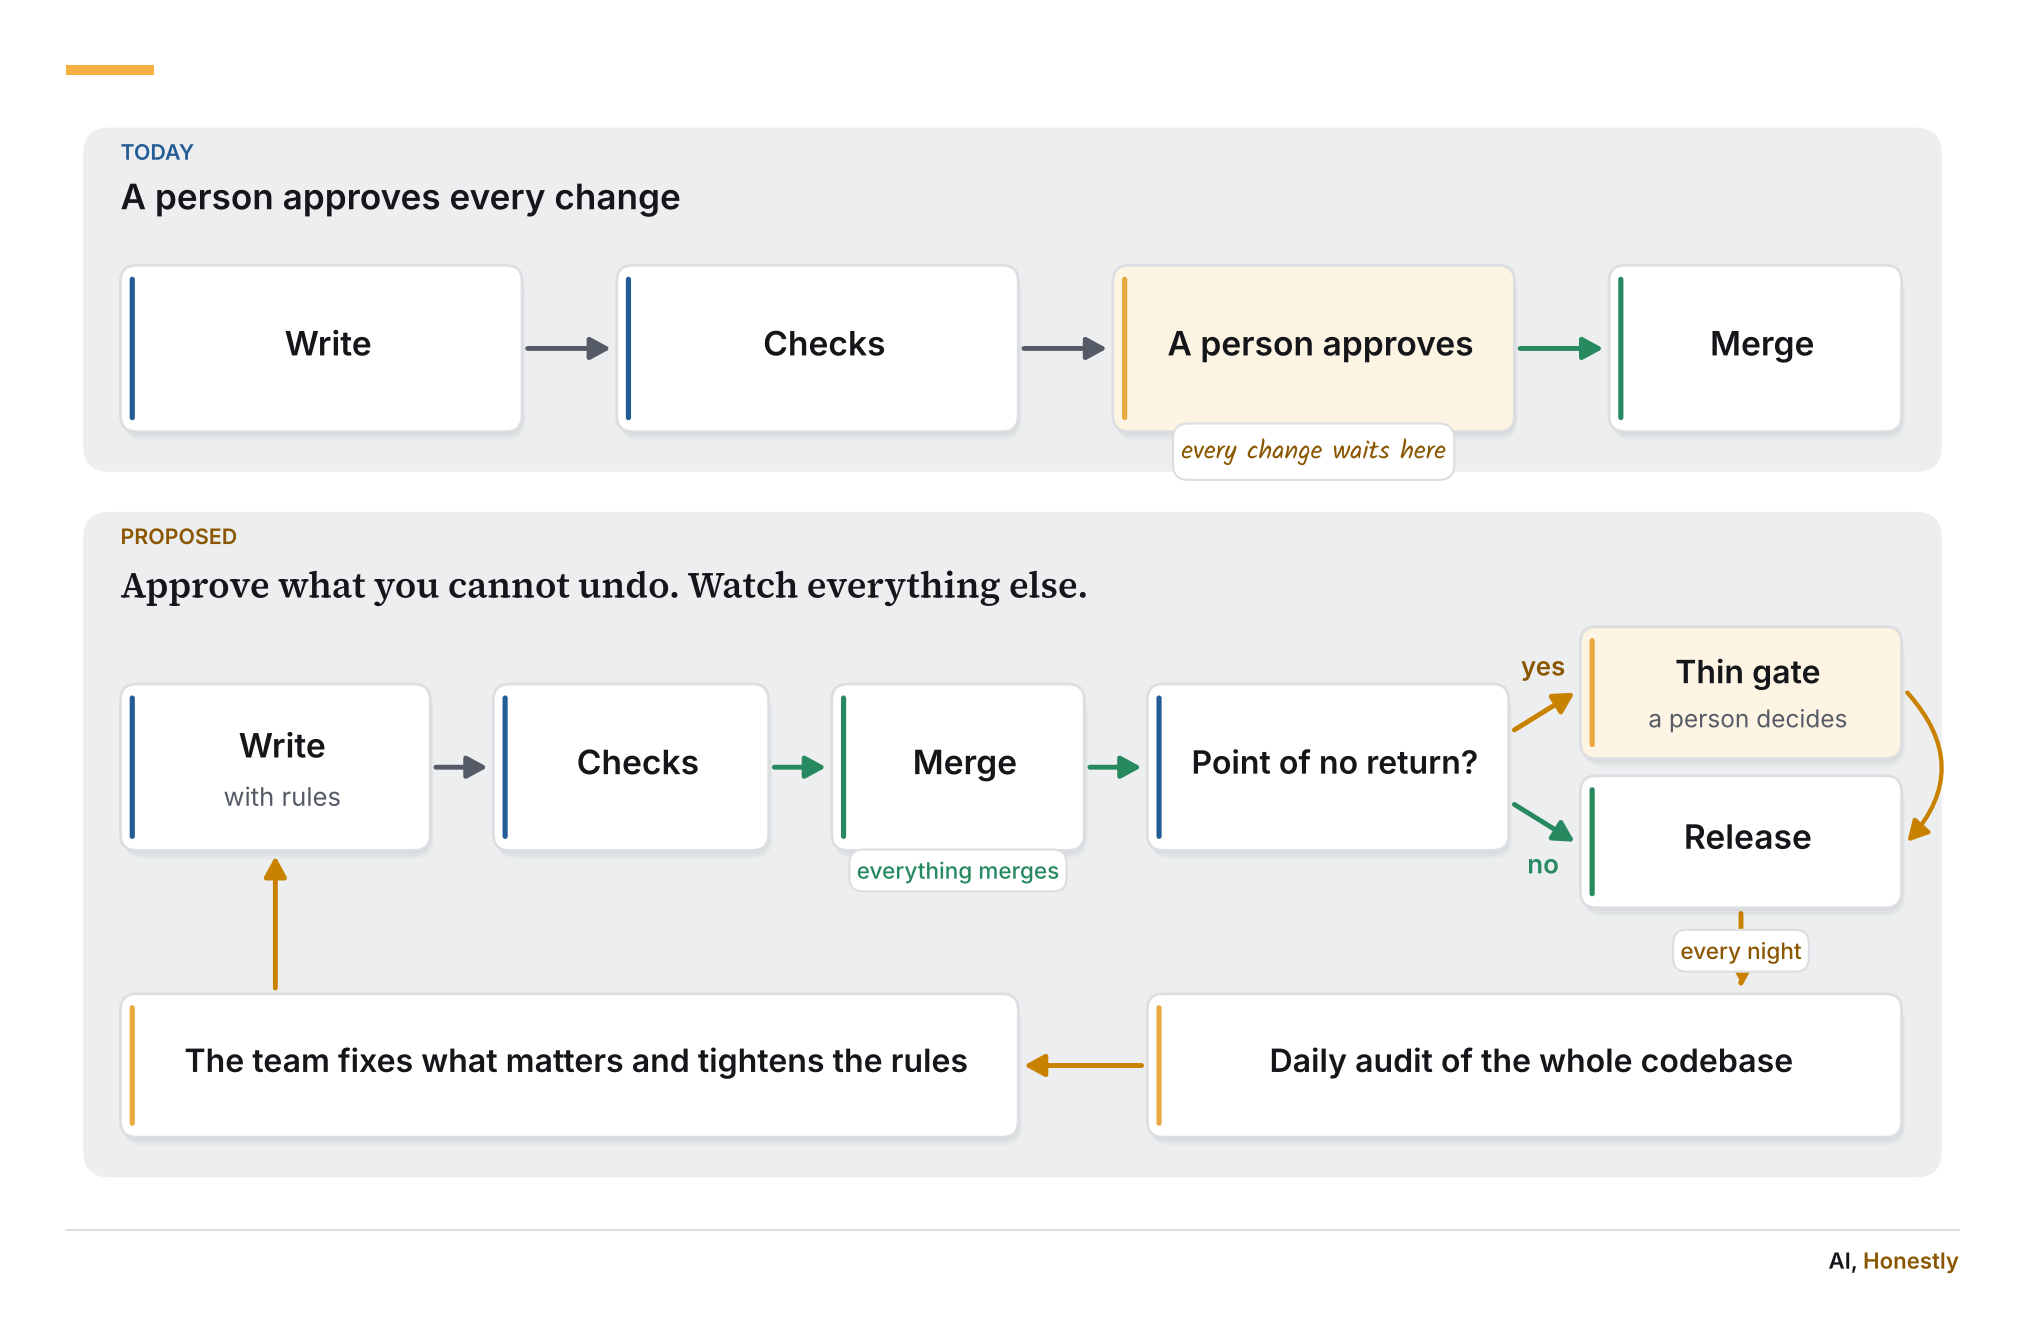 TODAY
A person approves every change
Write
Checks
A person approves
Merge
every change waits here
PROPOSED
Approve what you cannot undo. Watch everything else.
Write
with rules
Checks
Merge
everything merges
Point of no return?
yes
no
Thin gate
a person decides
Release
every night
The team fixes what matters and tightens the rules
Daily audit of the whole codebase
AI, Honestly